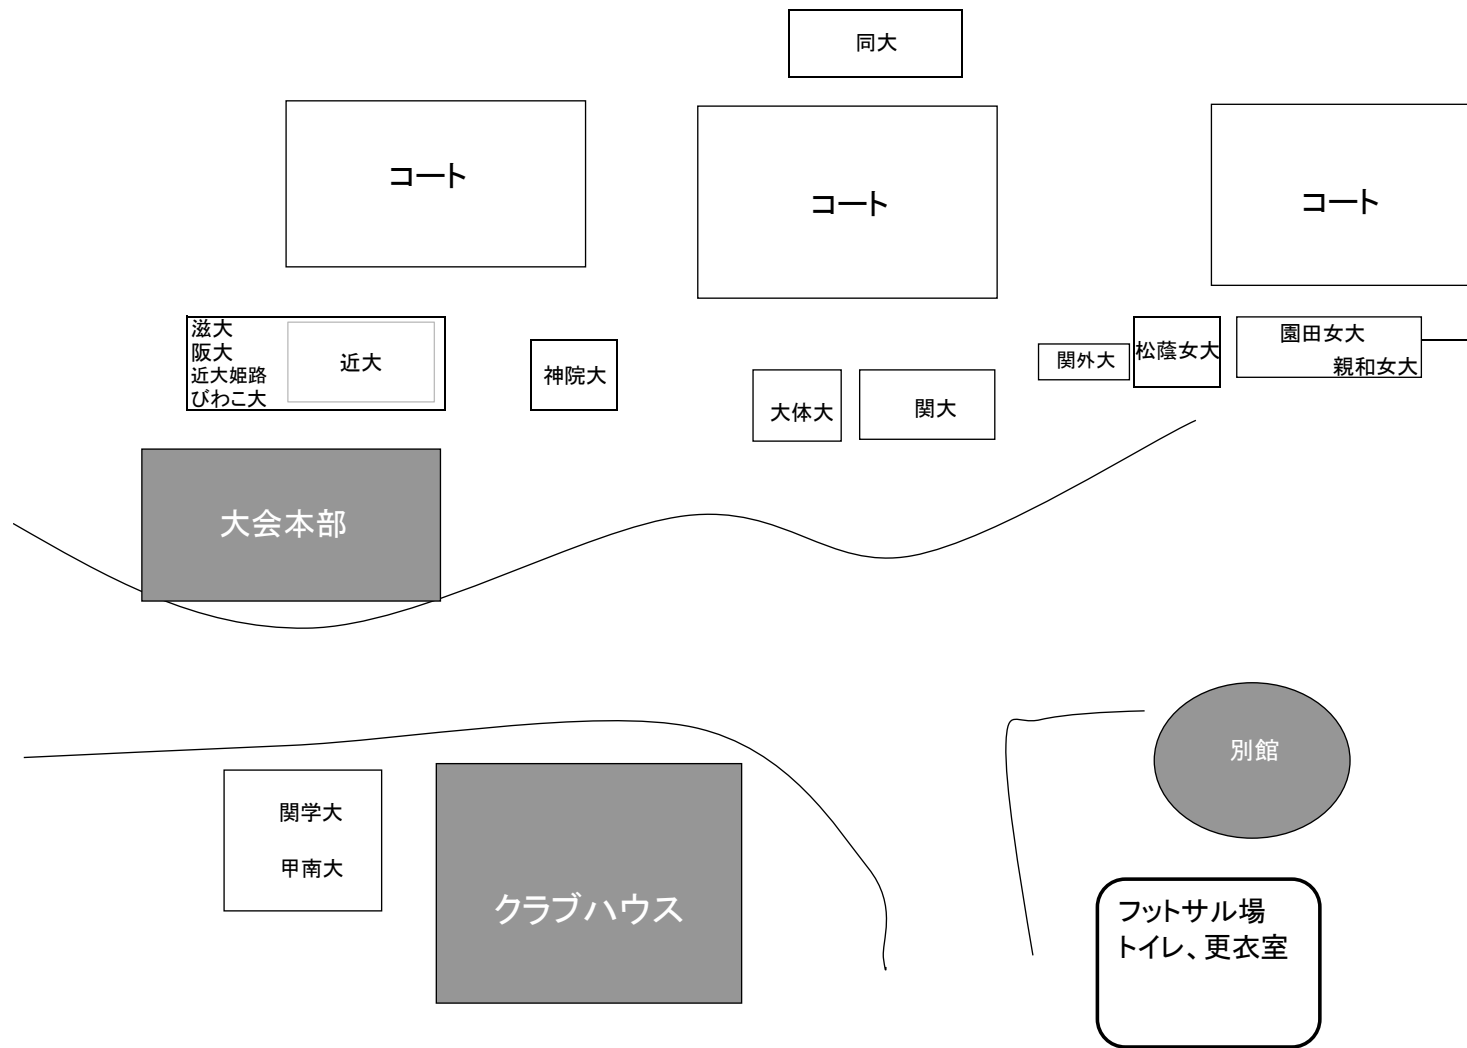 同大
コート
コート
コート
滋大
阪大
近大姫路
びわこ大
近大
神院大
大体大
関大
関外大
松蔭女大
園田女大
親和女大
大会本部
別館
関学大
甲南大
クラブハウス
フットサル場
トイレ、更衣室